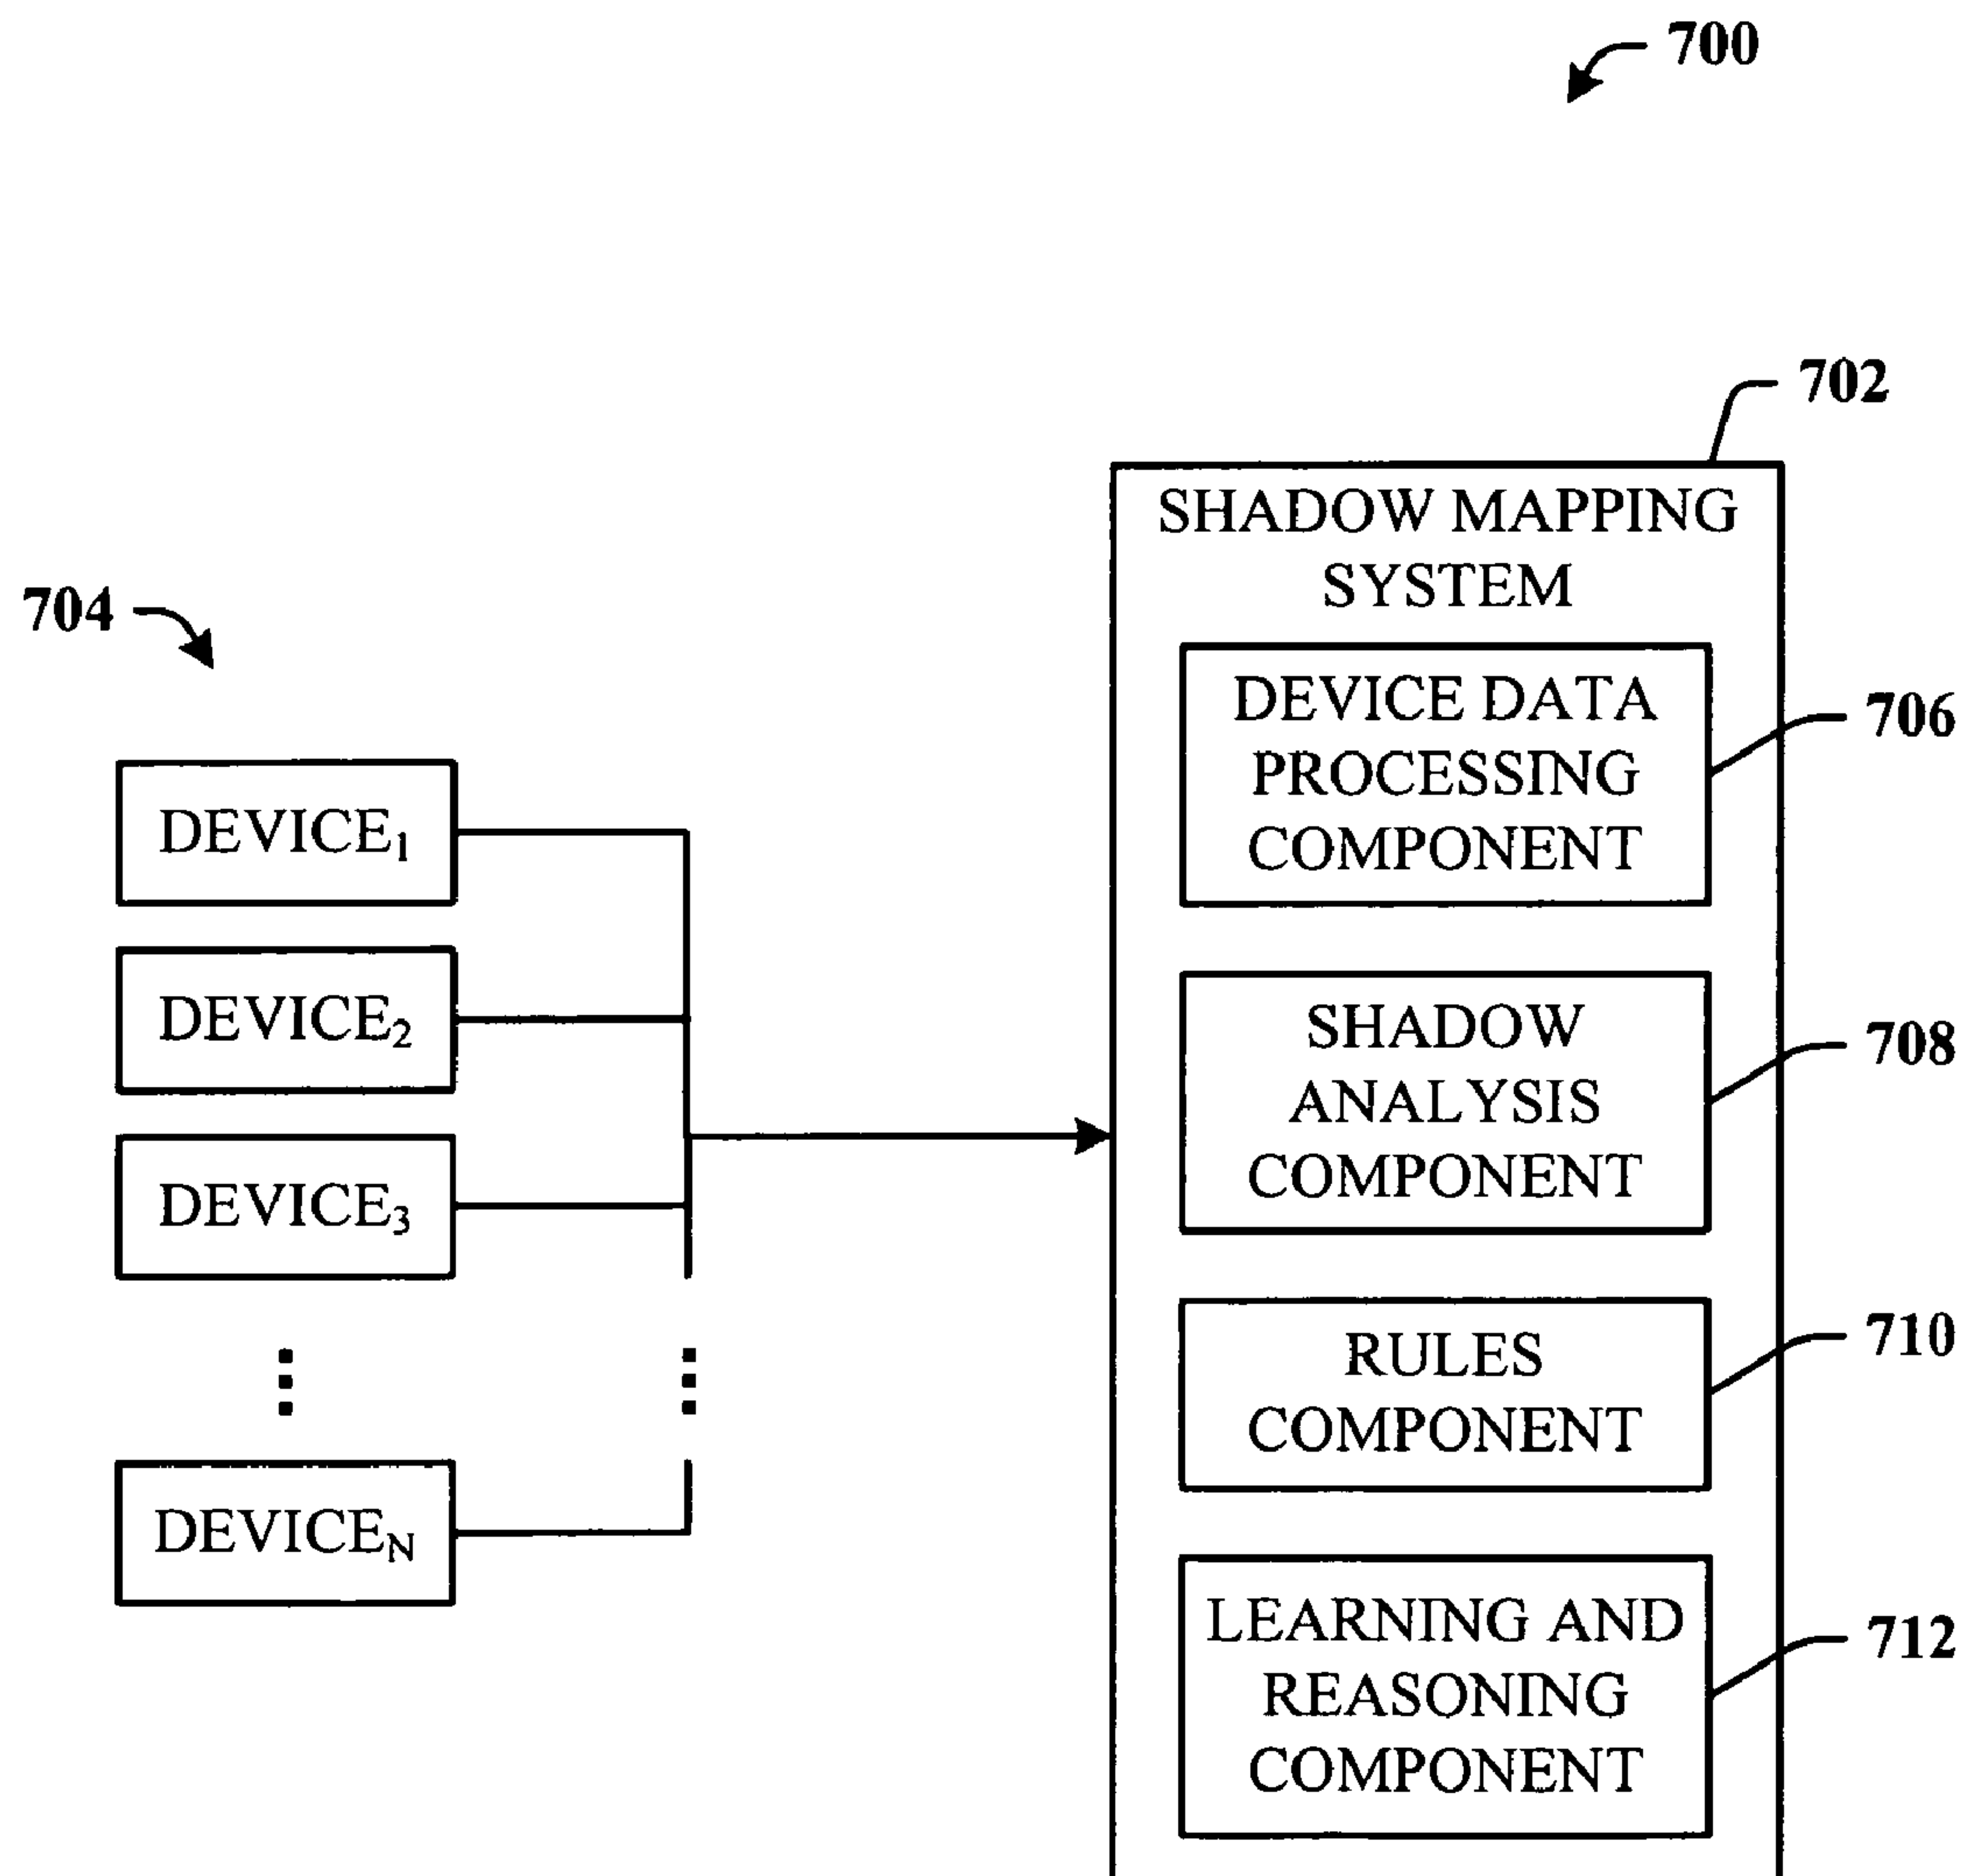 700
702
SHADOW MAPPING
SYSTEM
704
DEVICE DATA
PROCESSING
COMPONENT
706
DEVICE₁
DEVICE₂
SHADOW
ANALYSIS
COMPONENT
708
DEVICE₃
RULES
COMPONENT
710
DEVICE_N
LEARNING AND
REASONING
COMPONENT
712